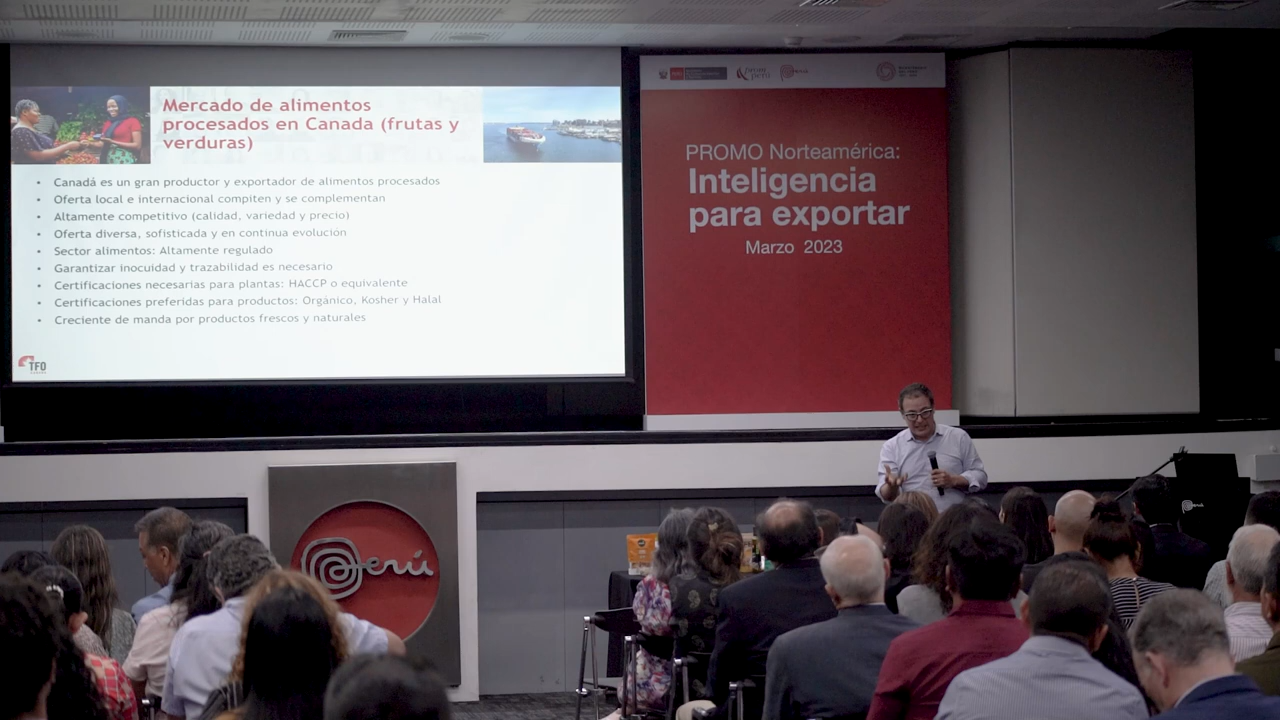 Mercado de alimentos
procesados en Canada (frutas y
verduras)
• Canadá es un gran productor y exportador de alimentos procesados
• Oferta local e internacional compiten y se complementan
• Altamente competitivo (calidad, variedad y precio)
• Oferta diversa, sofisticada y en continua evolución
• Sector alimentos: Altamente regulado
• Garantizar inocuidad y trazabilidad es necesario
• Certificaciones necesarias para plantas: HACCP o equivalente
• Certificaciones preferidas para productos: Orgánico, Kosher y Halal
• Creciente de manda por productos frescos y naturales
TFO
PROMO Norteamérica:
Inteligencia
para exportar
Marzo 2023
Perú